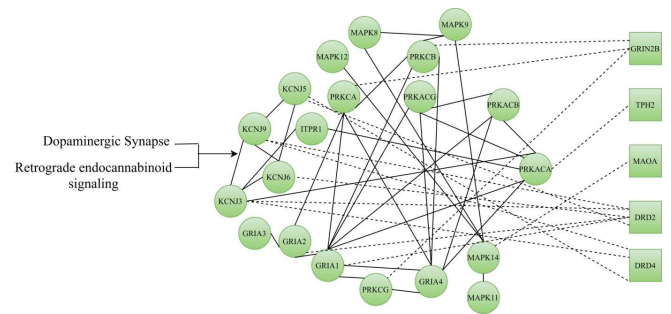 MAPK8
MAPK9
MAPK12
PRKCB
GRIN2B
KCNJ5
PRKCA
PRKACG
PRKACB
TPH2
KCNJ9
ITPR1
Dopaminergic Synapse
Retrograde endocannabinoid
signaling
MAOA
PRKACA
KCNJ6
KCNJ3
DRD2
GRIA3
GRIA2
GRIA1
MAPK14
DRD4
PRKCG
GRIA4
MAPK11